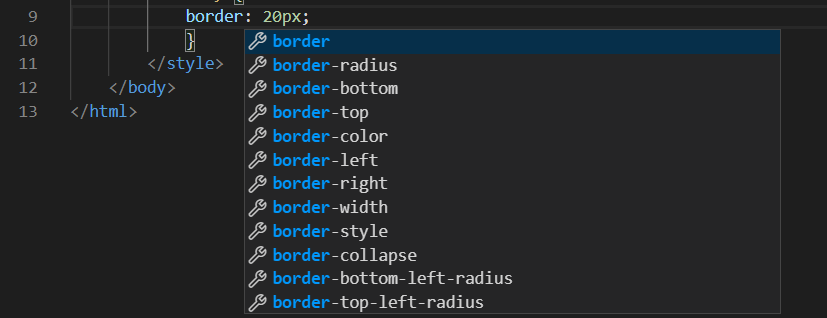 9 border: 20px;
10 }
11 </style>
12 </body>
13 </html>
border
border-radius
border-bottom
border-top
border-color
border-left
border-right
border-width
border-style
border-collapse
border-bottom-left-radius
border-top-left-radius